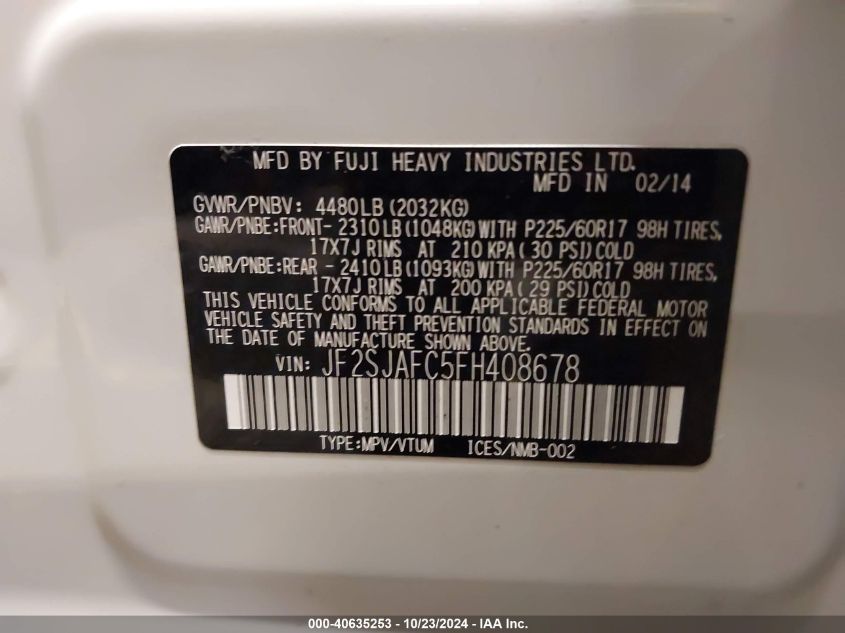 MFD BY FUJI HEAVY INDUSTRIES LTD.
MFD IN 02/14
GVWR/PNBV: 4480LB(2032KG)
GAWR/PNBE:FRONT- 2310LB(1048KG)WITH P225/60R17 98H TIRES,
17X7J RIMS AT 210 KPA(30 PSI)COLD
GAWR/PNBE:REAR - 2410LB(1093KG)WITH P225/60R17 98H TIRES,
17X7J RIMS AT 200 KPA(29 PSI)COLD
THIS VEHICLE CONFORMS TO ALL APPLICABLE FEDERAL MOTOR
VEHICLE SAFETY AND THEFT PREVENTION STANDARDS IN EFFECT ON
THE DATE OF MANUFACTURE SHOWN ABOVE.
VIN: JF2SJAFC5FH408678
TYPE:MPV/VTUM ICES/NMB-002
000-40635253 - 10/23/2024 - IAA Inc.